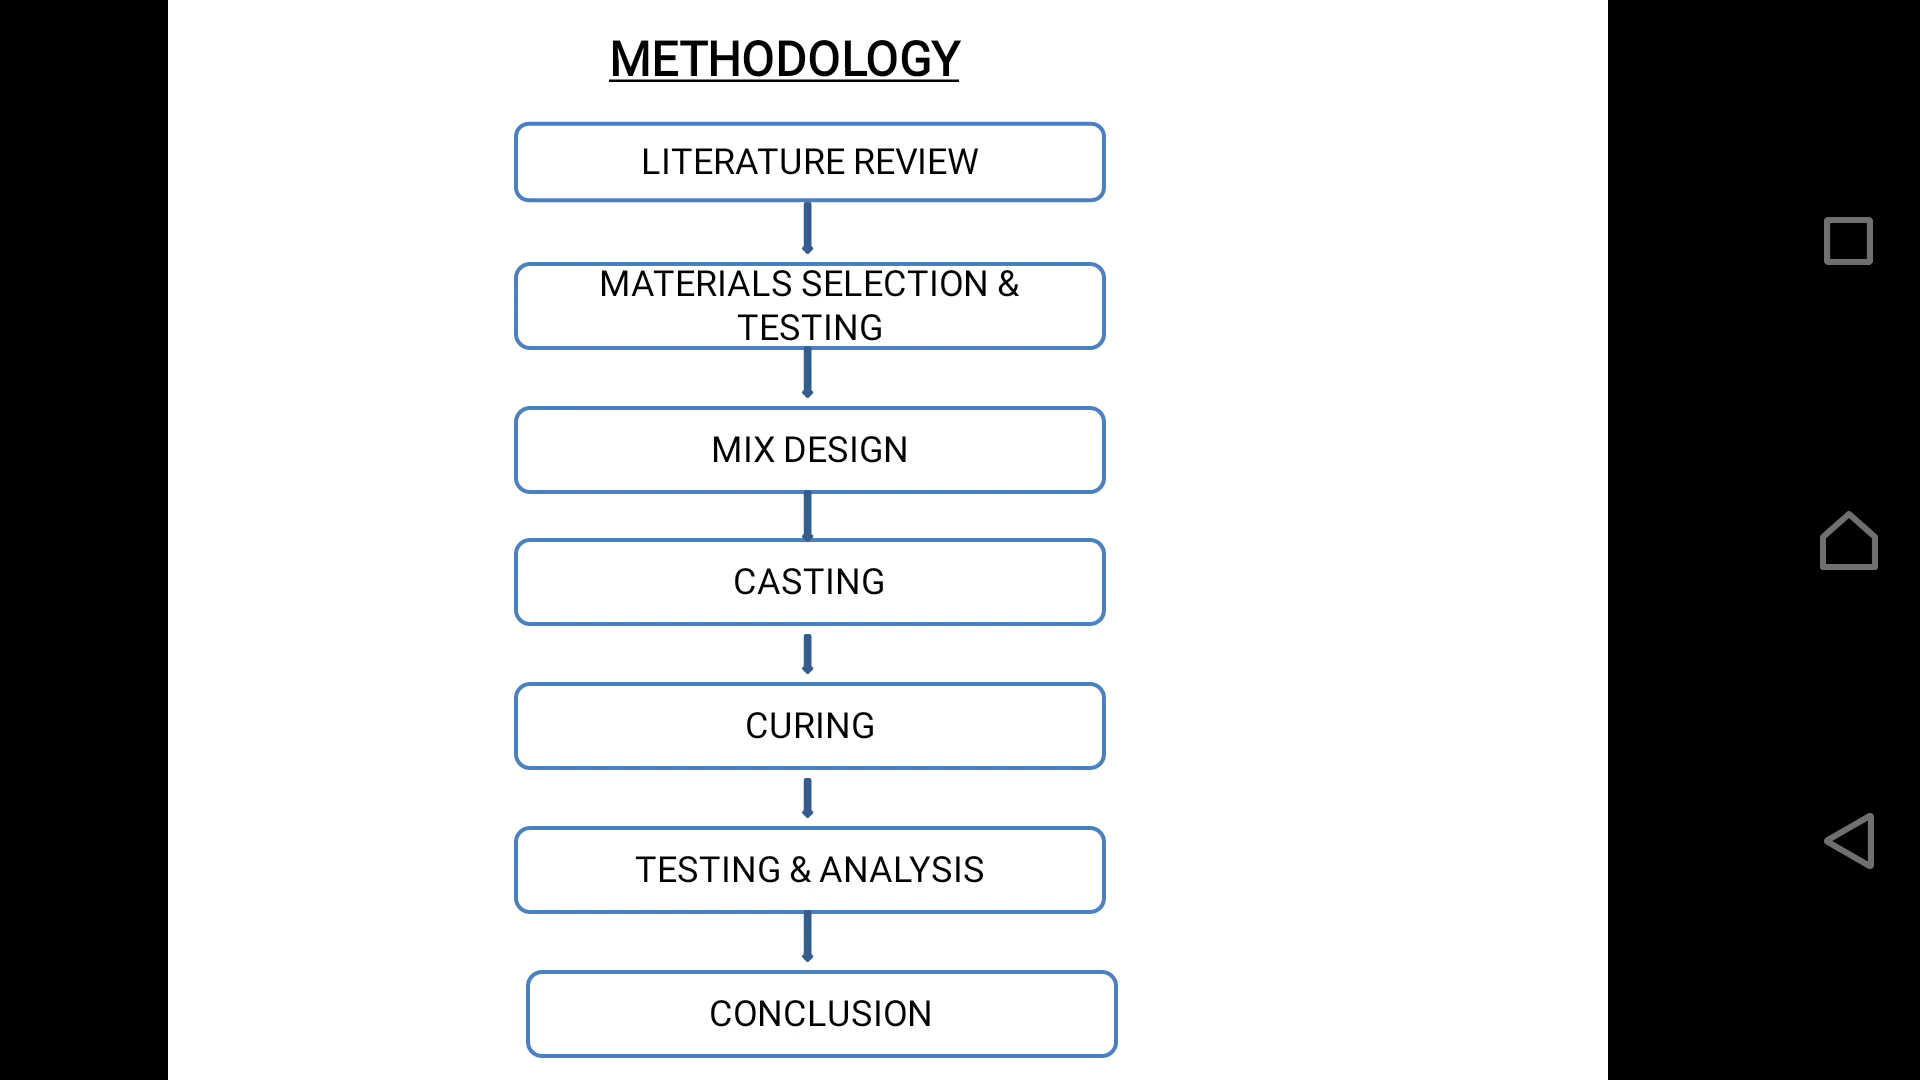 METHODOLOGY
LITERATURE REVIEW
MATERIALS SELECTION &
TESTING
MIX DESIGN
CASTING
CURING
TESTING & ANALYSIS
CONCLUSION